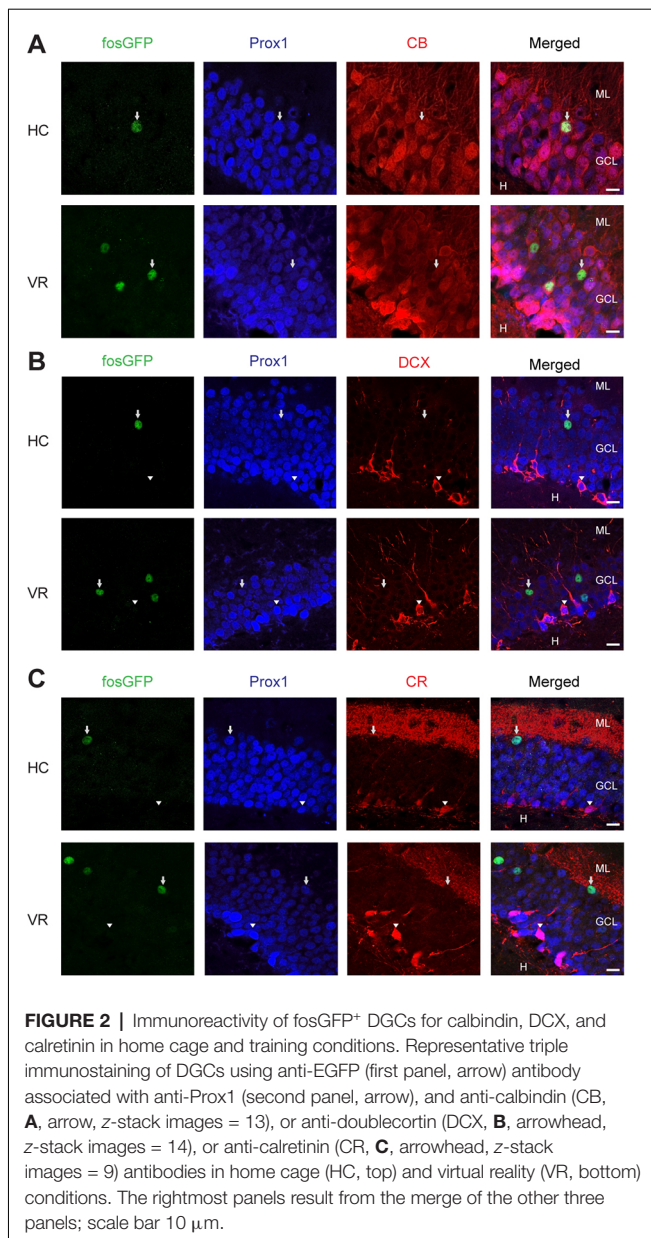 A
fosGFP Prox1 CB Merged
HC
ML
GCL
H
VR
ML
GCL
H
B
fosGFP Prox1 DCX Merged
HC
ML
GCL
H
VR
ML
GCL
H
C
fosGFP Prox1 CR Merged
HC
ML
GCL
H
VR
ML
GCL
H
FIGURE 2 | Immunoreactivity of fosGFP⁺ DGCs for calbindin, DCX, and
calretinin in home cage and training conditions. Representative triple
immunostaining of DGCs using anti-EGFP (first panel, arrow) antibody
associated with anti-Prox1 (second panel, arrow), and anti-calbindin (CB,
A, arrow, z-stack images = 13), or anti-doublecortin (DCX, B, arrowhead,
z-stack images = 14), or anti-calretinin (CR, C, arrowhead, z-stack
images = 9) antibodies in home cage (HC, top) and virtual reality (VR, bottom)
conditions. The rightmost panels result from the merge of the other three
panels; scale bar 10 μm.